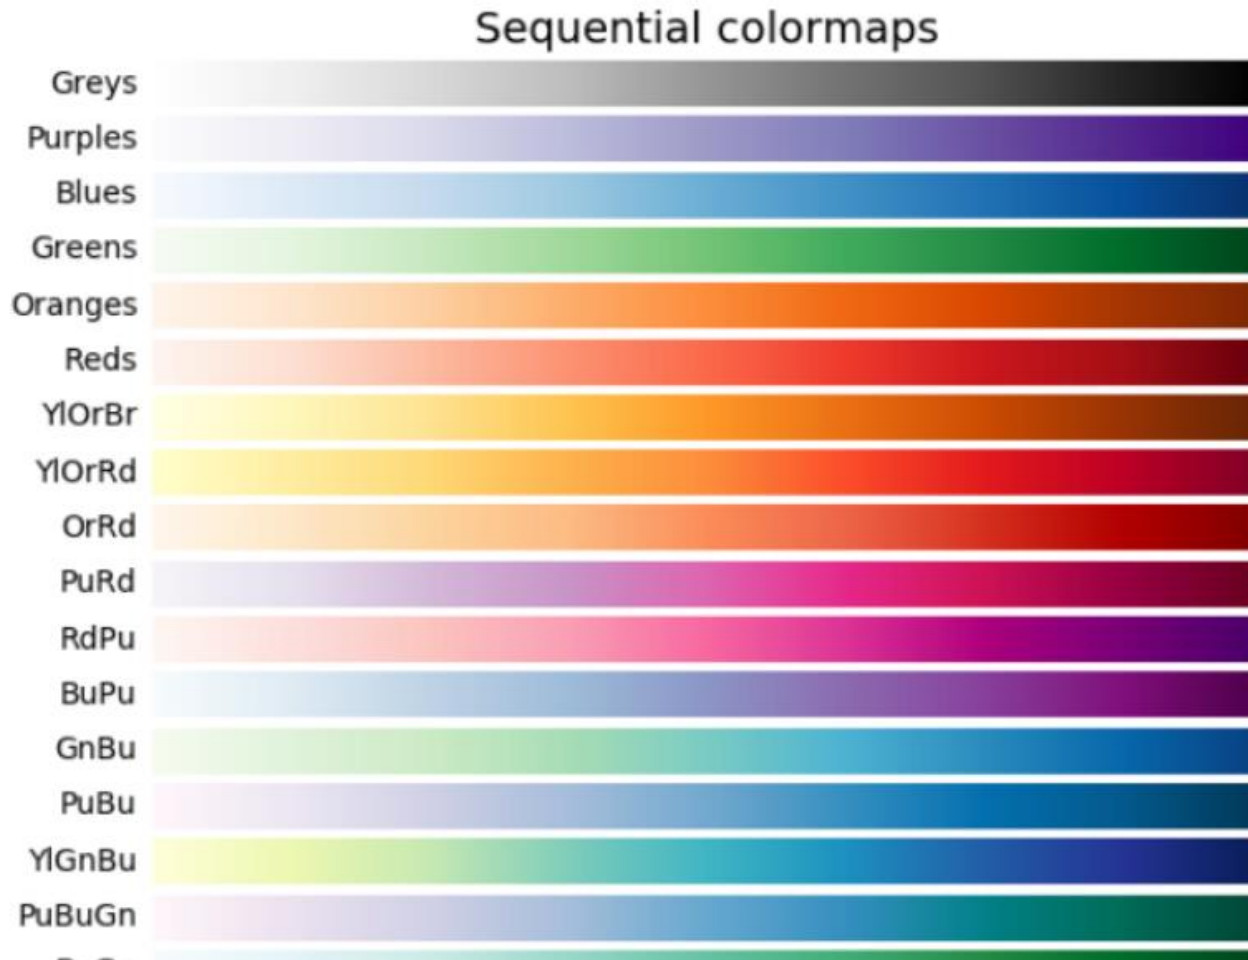 Sequential colormaps
Greys
Purples
Blues
Greens
Oranges
Reds
YlOrBr
YlOrRd
OrRd
PuRd
RdPu
BuPu
GnBu
PuBu
YlGnBu
PuBuGn